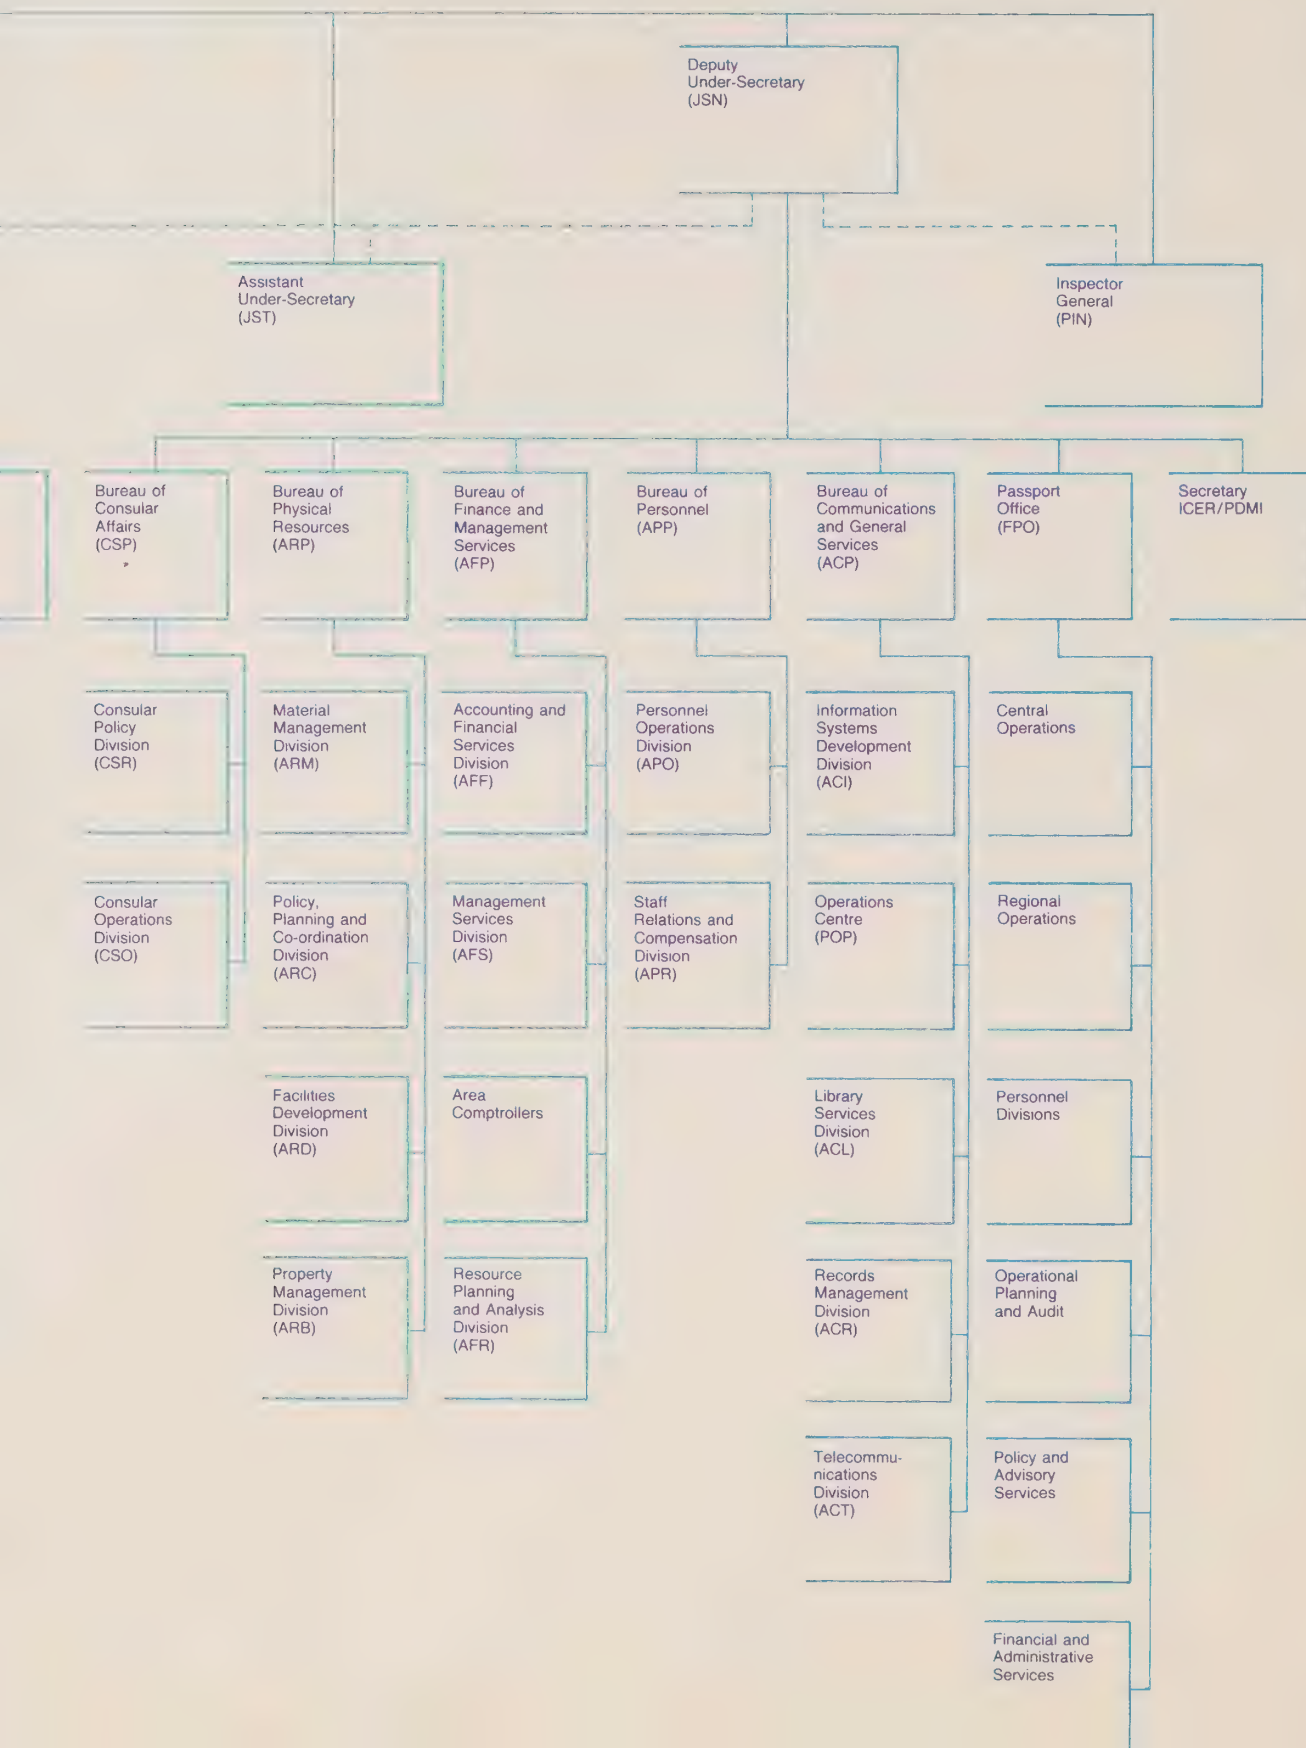 Deputy
Under-Secretary
(JSN)
Assistant
Under-Secretary
(JST)
Inspector
General
(PIN)
Bureau of
Consular
Affairs
(CSP)
Bureau of
Physical
Resources
(ARP)
Bureau of
Finance and
Management
Services
(AFP)
Bureau of
Personnel
(APP)
Bureau of
Communications
and General
Services
(ACP)
Passport
Office
(FPO)
Secretary
ICER/PDMI
Consular
Policy
Division
(CSR)
Material
Management
Division
(ARM)
Accounting and
Financial
Services
Division
(AFF)
Personnel
Operations
Division
(APO)
Information
Systems
Development
Division
(ACI)
Central
Operations
Consular
Operations
Division
(CSO)
Policy,
Planning and
Co-ordination
Division
(ARC)
Management
Services
Division
(AFS)
Staff
Relations and
Compensation
Division
(APR)
Operations
Centre
(POP)
Regional
Operations
Facilities
Development
Division
(ARD)
Area
Comptrollers
Library
Services
Division
(ACL)
Personnel
Divisions
Property
Management
Division
(ARB)
Resource
Planning
and Analysis
Division
(AFR)
Records
Management
Division
(ACR)
Operational
Planning
and Audit
Telecommu-
nications
Division
(ACT)
Policy and
Advisory
Services
Financial and
Administrative
Services